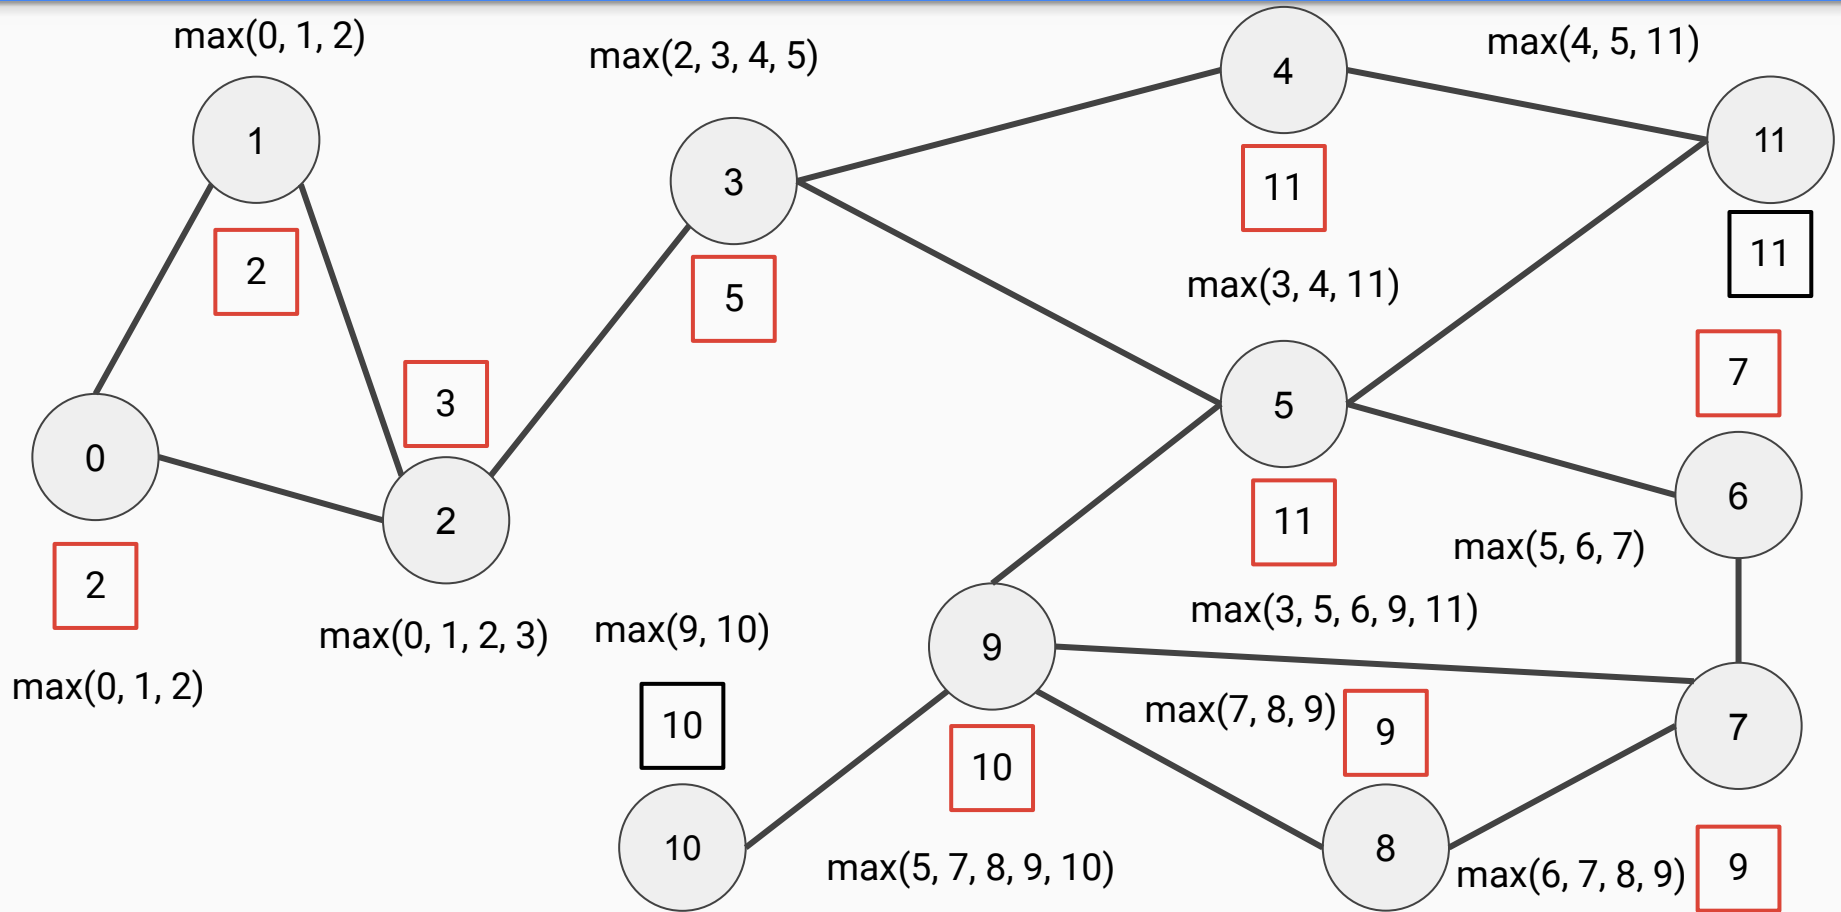 max(0, 1, 2)
1
2
0
2
max(0, 1, 2)
3
2
max(0, 1, 2, 3)
max(2, 3, 4, 5)
3
5
4
11
max(4, 5, 11)
11
11
max(3, 4, 11)
5
11
7
6
max(5, 6, 7)
max(3, 5, 6, 9, 11)
max(9, 10)
10
10
9
10
max(5, 7, 8, 9, 10)
max(7, 8, 9)
9
8
7
max(6, 7, 8, 9)
9